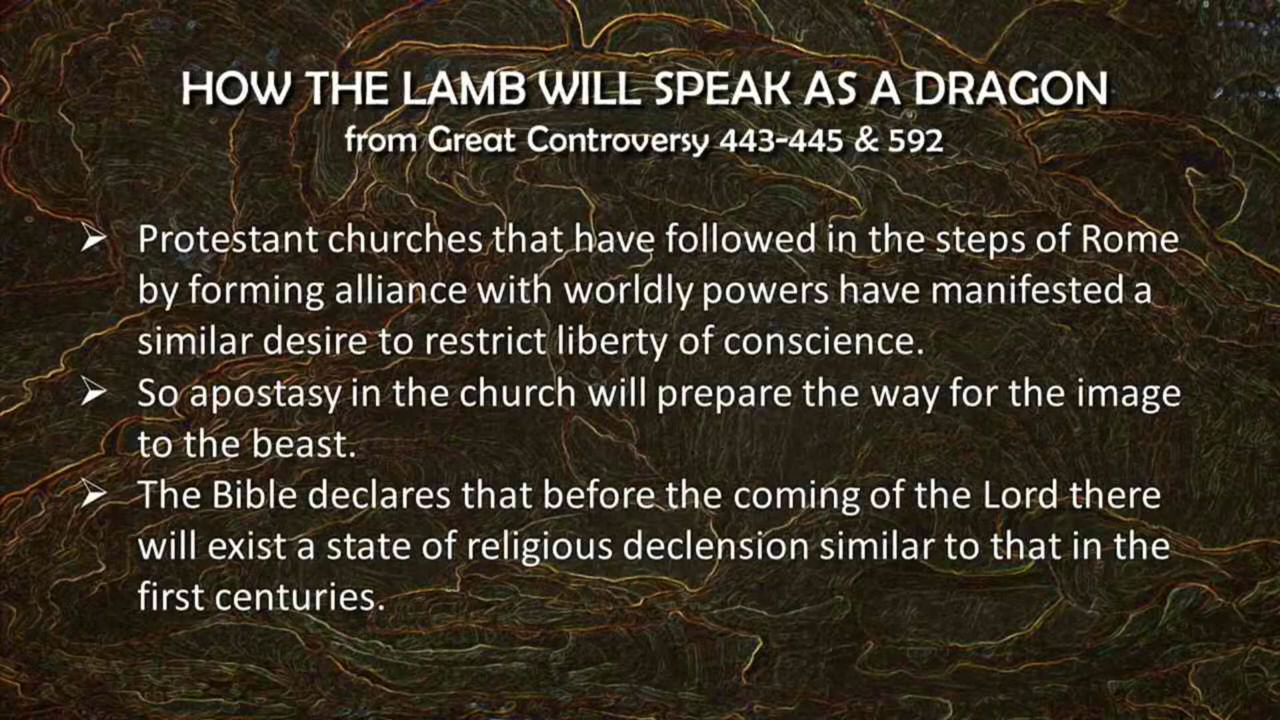 HOW THE LAMB WILL SPEAK AS A DRAGON
from Great Controversy 443-445 & 592
➢ Protestant churches that have followed in the steps of Rome
by forming alliance with worldly powers have manifested a
similar desire to restrict liberty of conscience.
➢ So apostasy in the church will prepare the way for the image
to the beast.
➢ The Bible declares that before the coming of the Lord there
will exist a state of religious declension similar to that in the
first centuries.